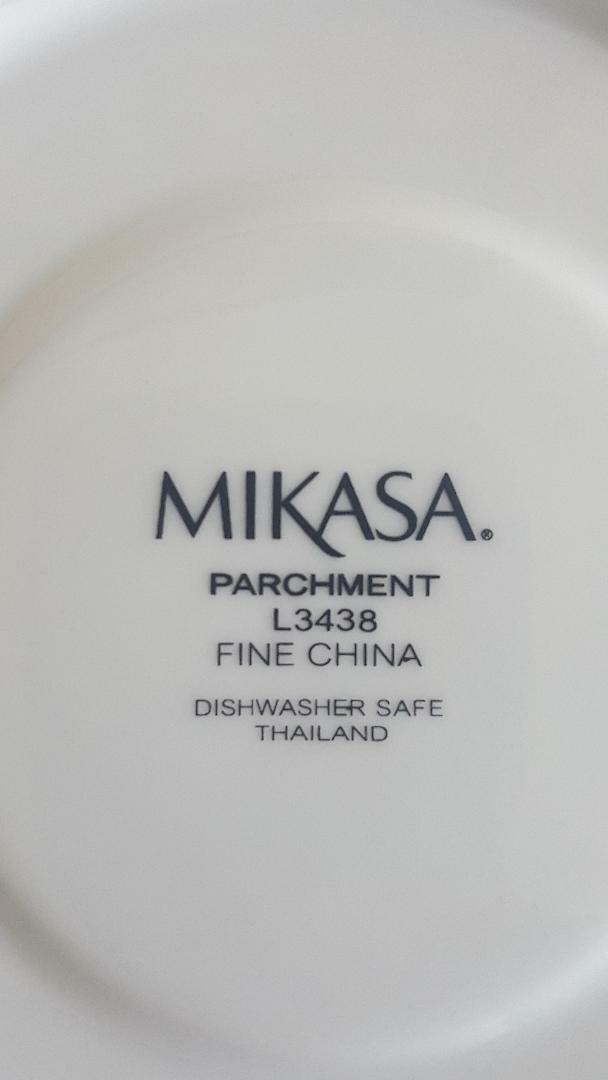 MIKASA®
PARCHMENT
L3438
FINE CHINA
DISHWASHER SAFE
THAILAND